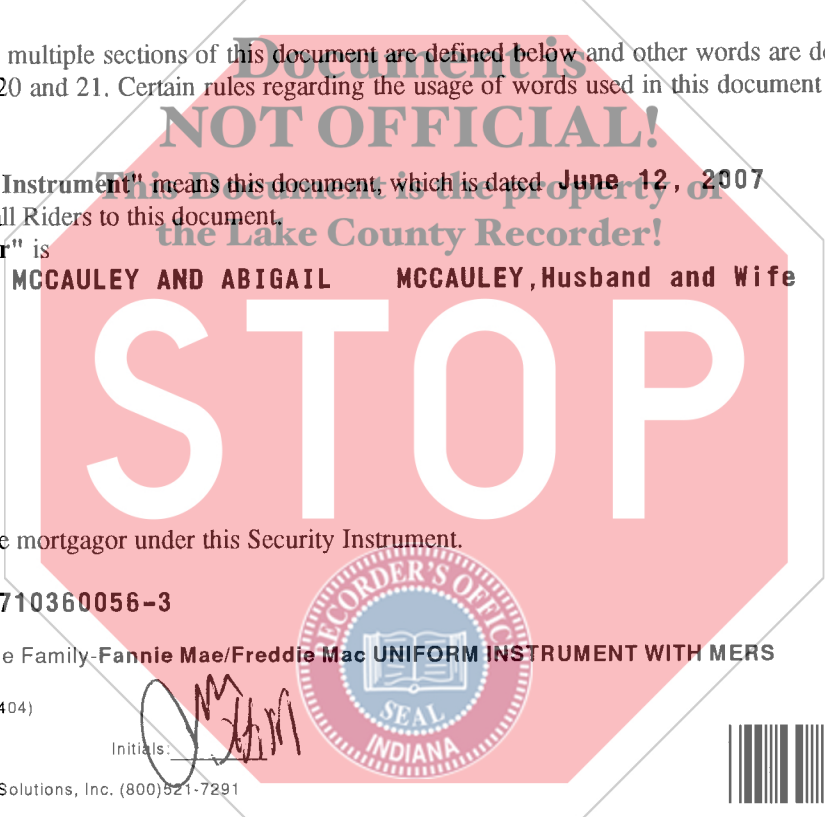 multiple sections of this document are defined below and other words are de
20 and 21. Certain rules regarding the usage of words used in this document
Document is
NOT OFFICIAL!
This Document is the property of
the Lake County Recorder!
Instrument" means this document, which is dated June 12, 2007
all Riders to this document.
r" is
MCCAULEY AND ABIGAIL MCCAULEY,Husband and Wife
STOP
e mortgagor under this Security Instrument.
710360056-3
e Family-Fannie Mae/Freddie Mac UNIFORM INSTRUMENT WITH MERS
RECORDER'S OFFICE
SEAL
INDIANA
404)
Initials:
Solutions, Inc. (800)521-7291